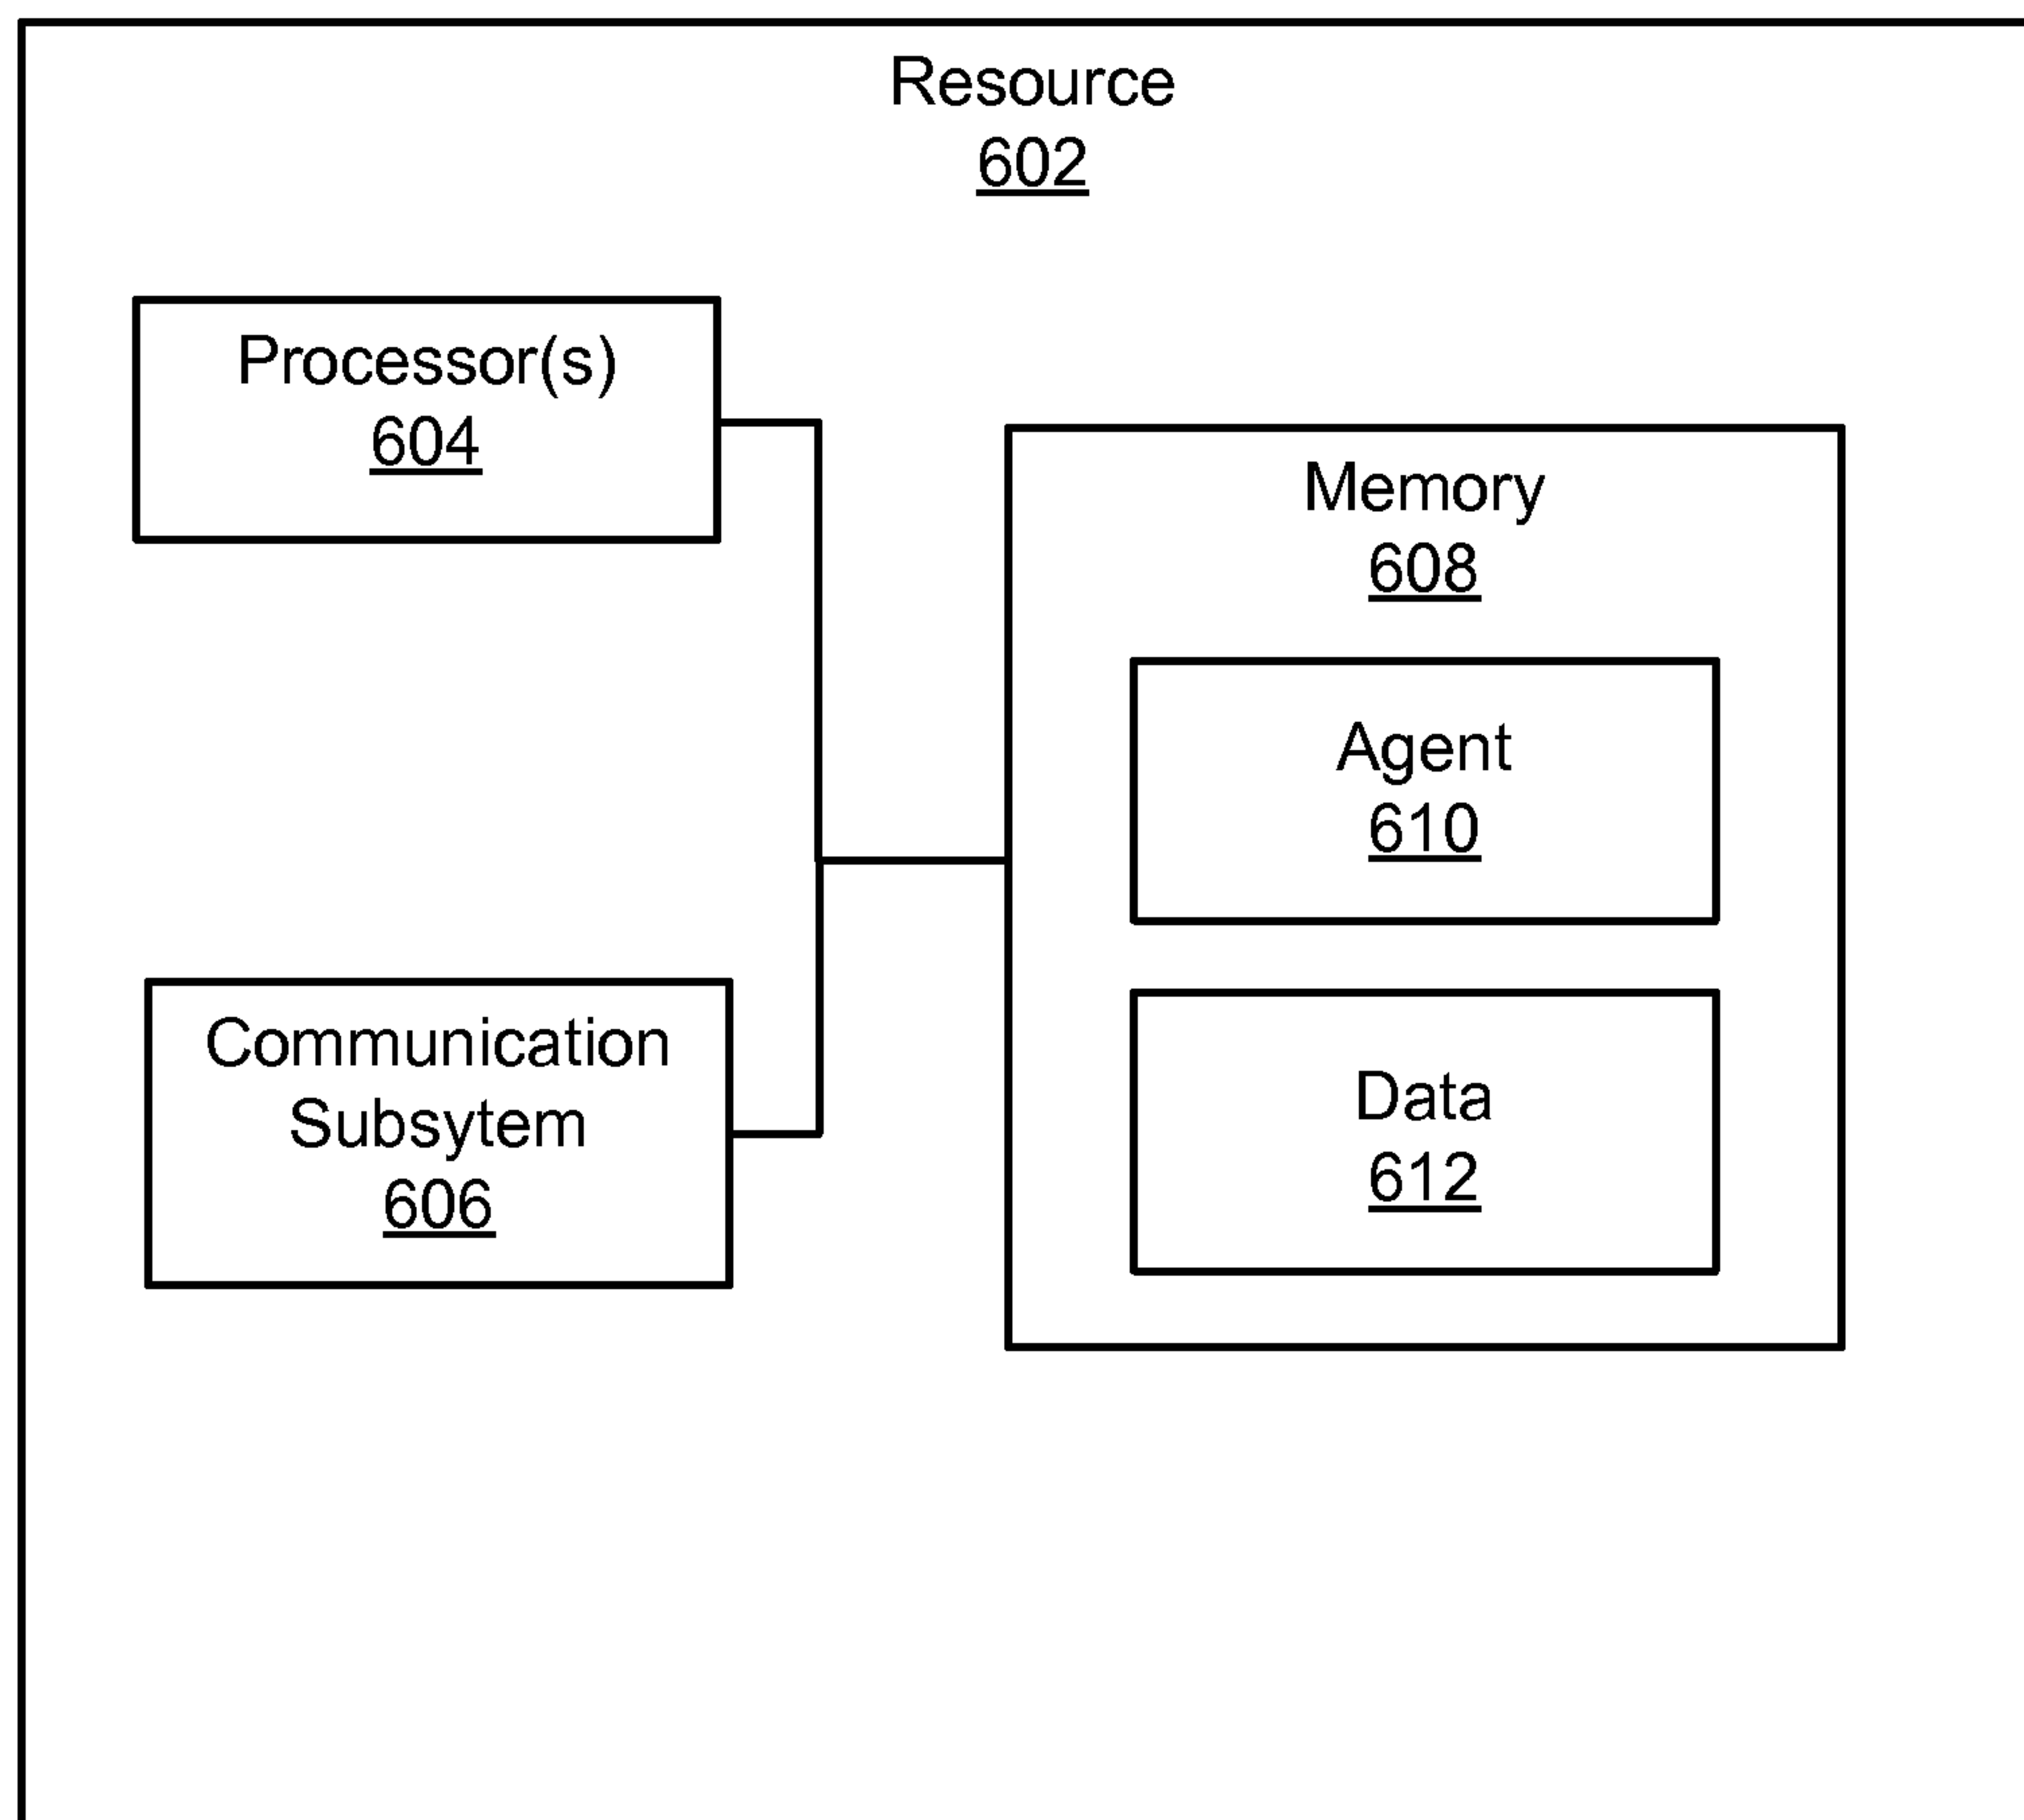 Resource
602
Processor(s)
604
Memory
608
Agent
610
Communication
Subsytem
606
Data
612